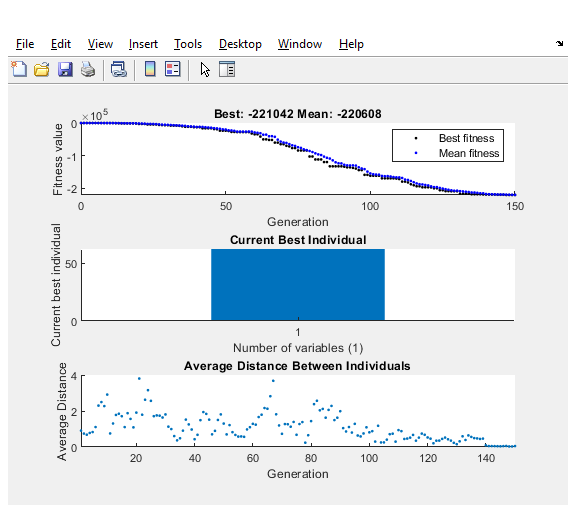 File Edit View Insert Tools Desktop Window Help
Best: -221042 Mean: -220608
×10^5
Fitness value
0
-1
-2
Best fitness
Mean fitness
0 50 100 150
Generation
Current Best Individual
Current best individual
50
0
1
Number of variables (1)
Average Distance Between Individuals
Average Distance
4
2
0
20 40 60 80 100 120 140
Generation